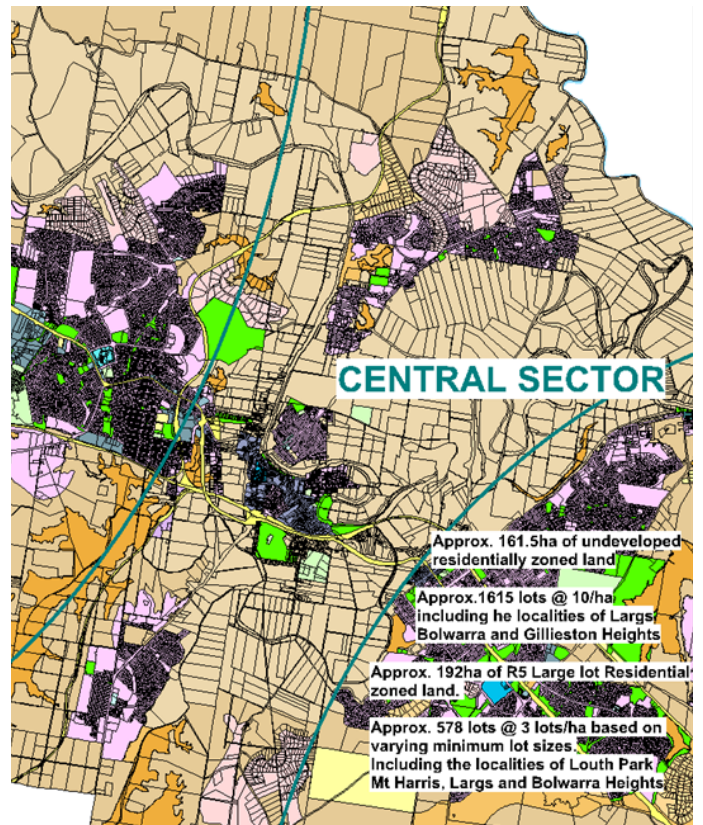 CENTRAL SECTOR
Approx. 161.5ha of undeveloped
residentially zoned land
Approx.1615 lots @ 10/ha
including he localities of Largs
Bolwarra and Gillieston Heights
Approx. 192ha of R5 Large lot Residential
zoned land.
Approx. 578 lots @ 3 lots/ha based on
varying minimum lot sizes.
Including the localities of Louth Park
Mt Harris, Largs and Bolwarra Heights